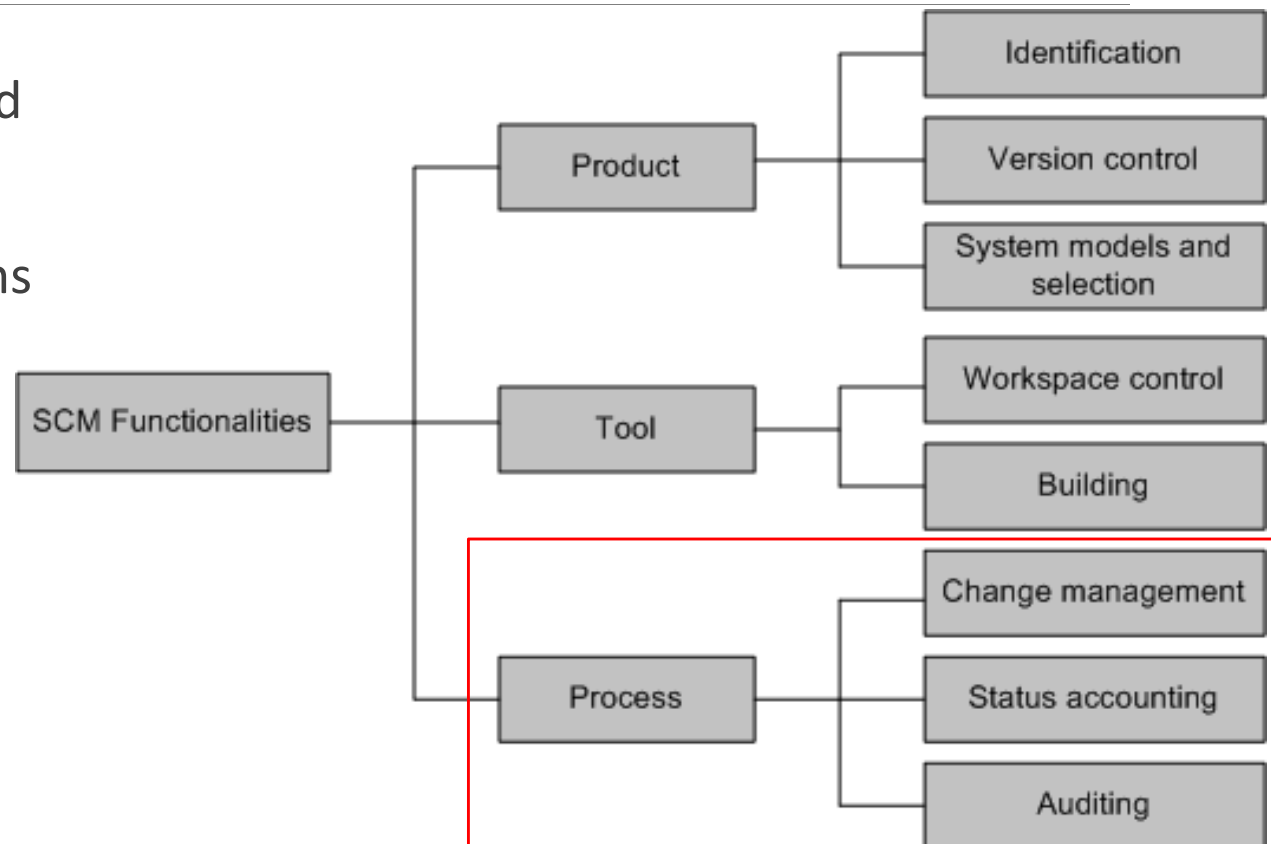 d
ns
SCM Functionalities
Product
Identification
Version control
System models and
selection
Tool
Workspace control
Building
Process
Change management
Status accounting
Auditing